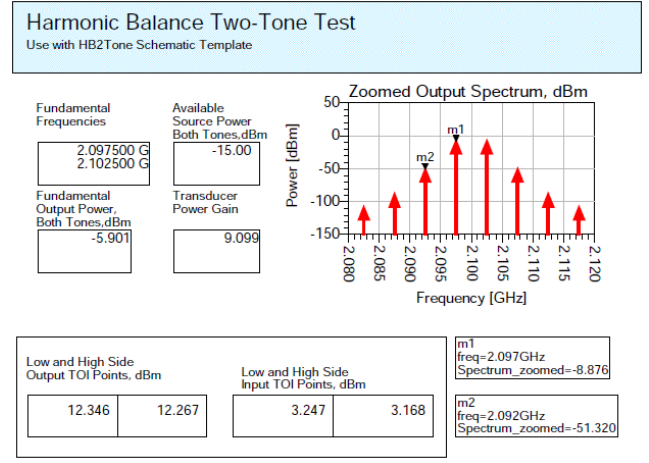 Harmonic Balance Two-Tone Test
Use with HB2Tone Schematic Template
Fundamental
Frequencies
2.097500 G
2.102500 G
Available
Source Power
Both Tones,dBm
-15.00
Fundamental
Output Power,
Both Tones,dBm
-5.901
Transducer
Power Gain
9.099
Zoomed Output Spectrum, dBm
Power [dBm]
50
0
-50
-100
-150
m1
m2
2.080
2.085
2.090
2.095
2.100
2.105
2.110
2.115
2.120
Frequency [GHz]
Low and High Side
Output TOI Points, dBm
12.346 12.267
Low and High Side
Input TOI Points, dBm
3.247 3.168
m1
freq=2.097GHz
Spectrum_zoomed=-8.876
m2
freq=2.092GHz
Spectrum_zoomed=-51.320